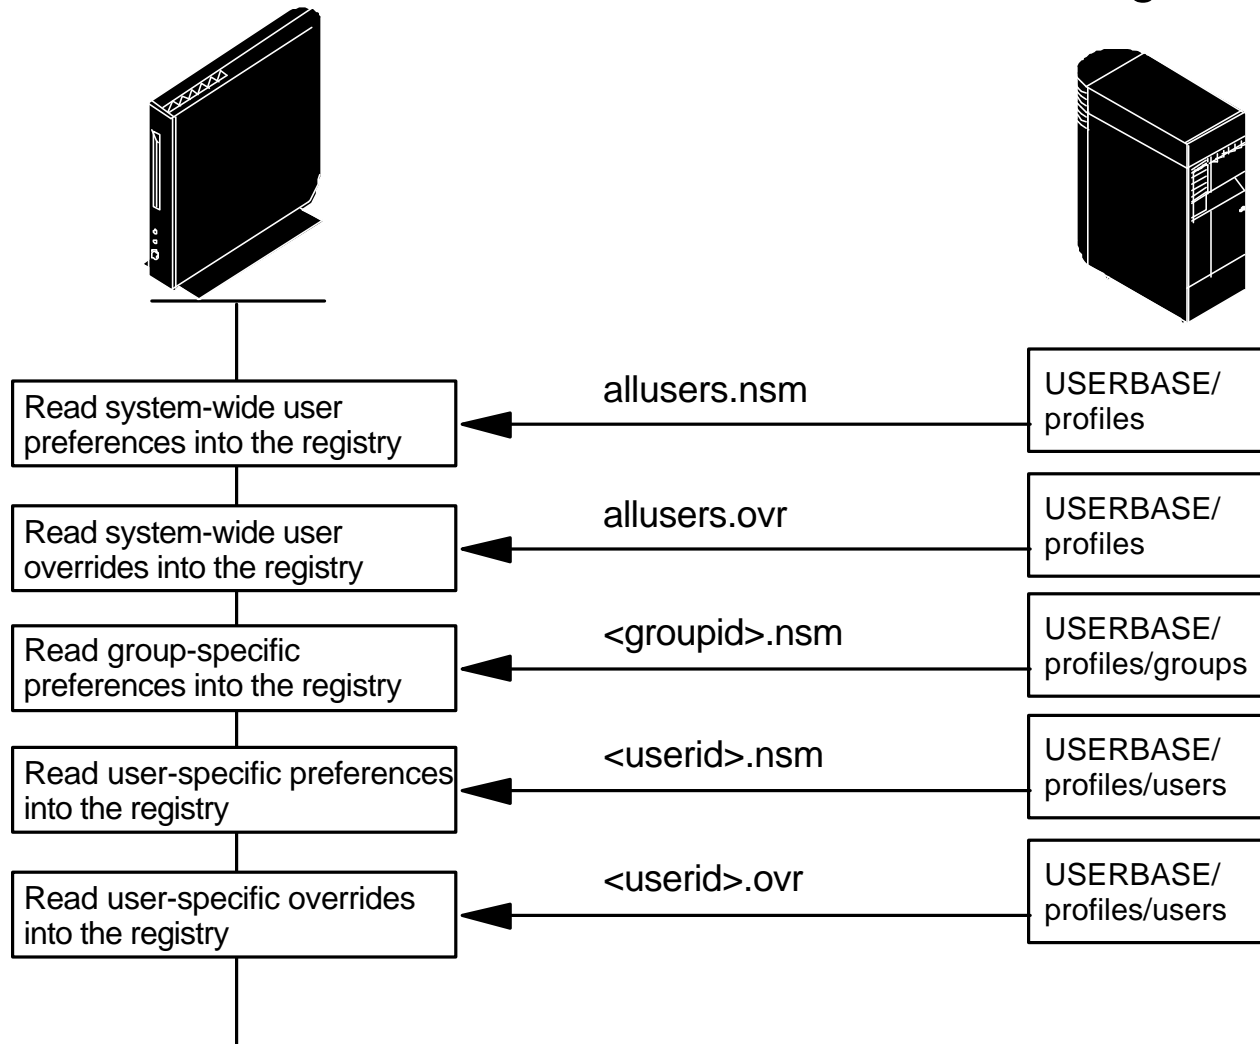 Read system-wide user
preferences into the registry
allusers.nsm
USERBASE/
profiles
Read system-wide user
overrides into the registry
allusers.ovr
USERBASE/
profiles
Read group-specific
preferences into the registry
<groupid>.nsm
USERBASE/
profiles/groups
Read user-specific preferences
into the registry
<userid>.nsm
USERBASE/
profiles/users
Read user-specific overrides
into the registry
<userid>.ovr
USERBASE/
profiles/users